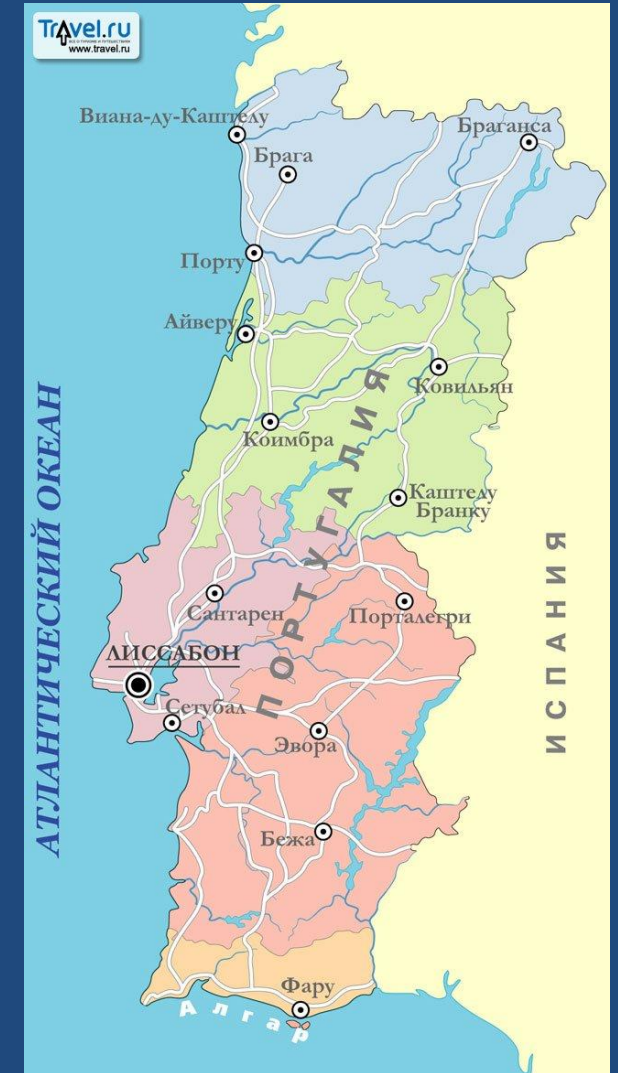 TrAvel.ru
www.travel.ru
Виана-ду-Каштелу
Браганса
Брага
Порту
Айверу
Ковильян
Коимбра
Каштелу
Бранку
ПОРТУГАЛИЯ
АТЛАНТИЧЕСКИЙ ОКЕАН
ИСПАНИЯ
Сантарен
Порталегри
ЛИССАБОН
Сетубал
Эвора
Бежа
Фару
Алгар